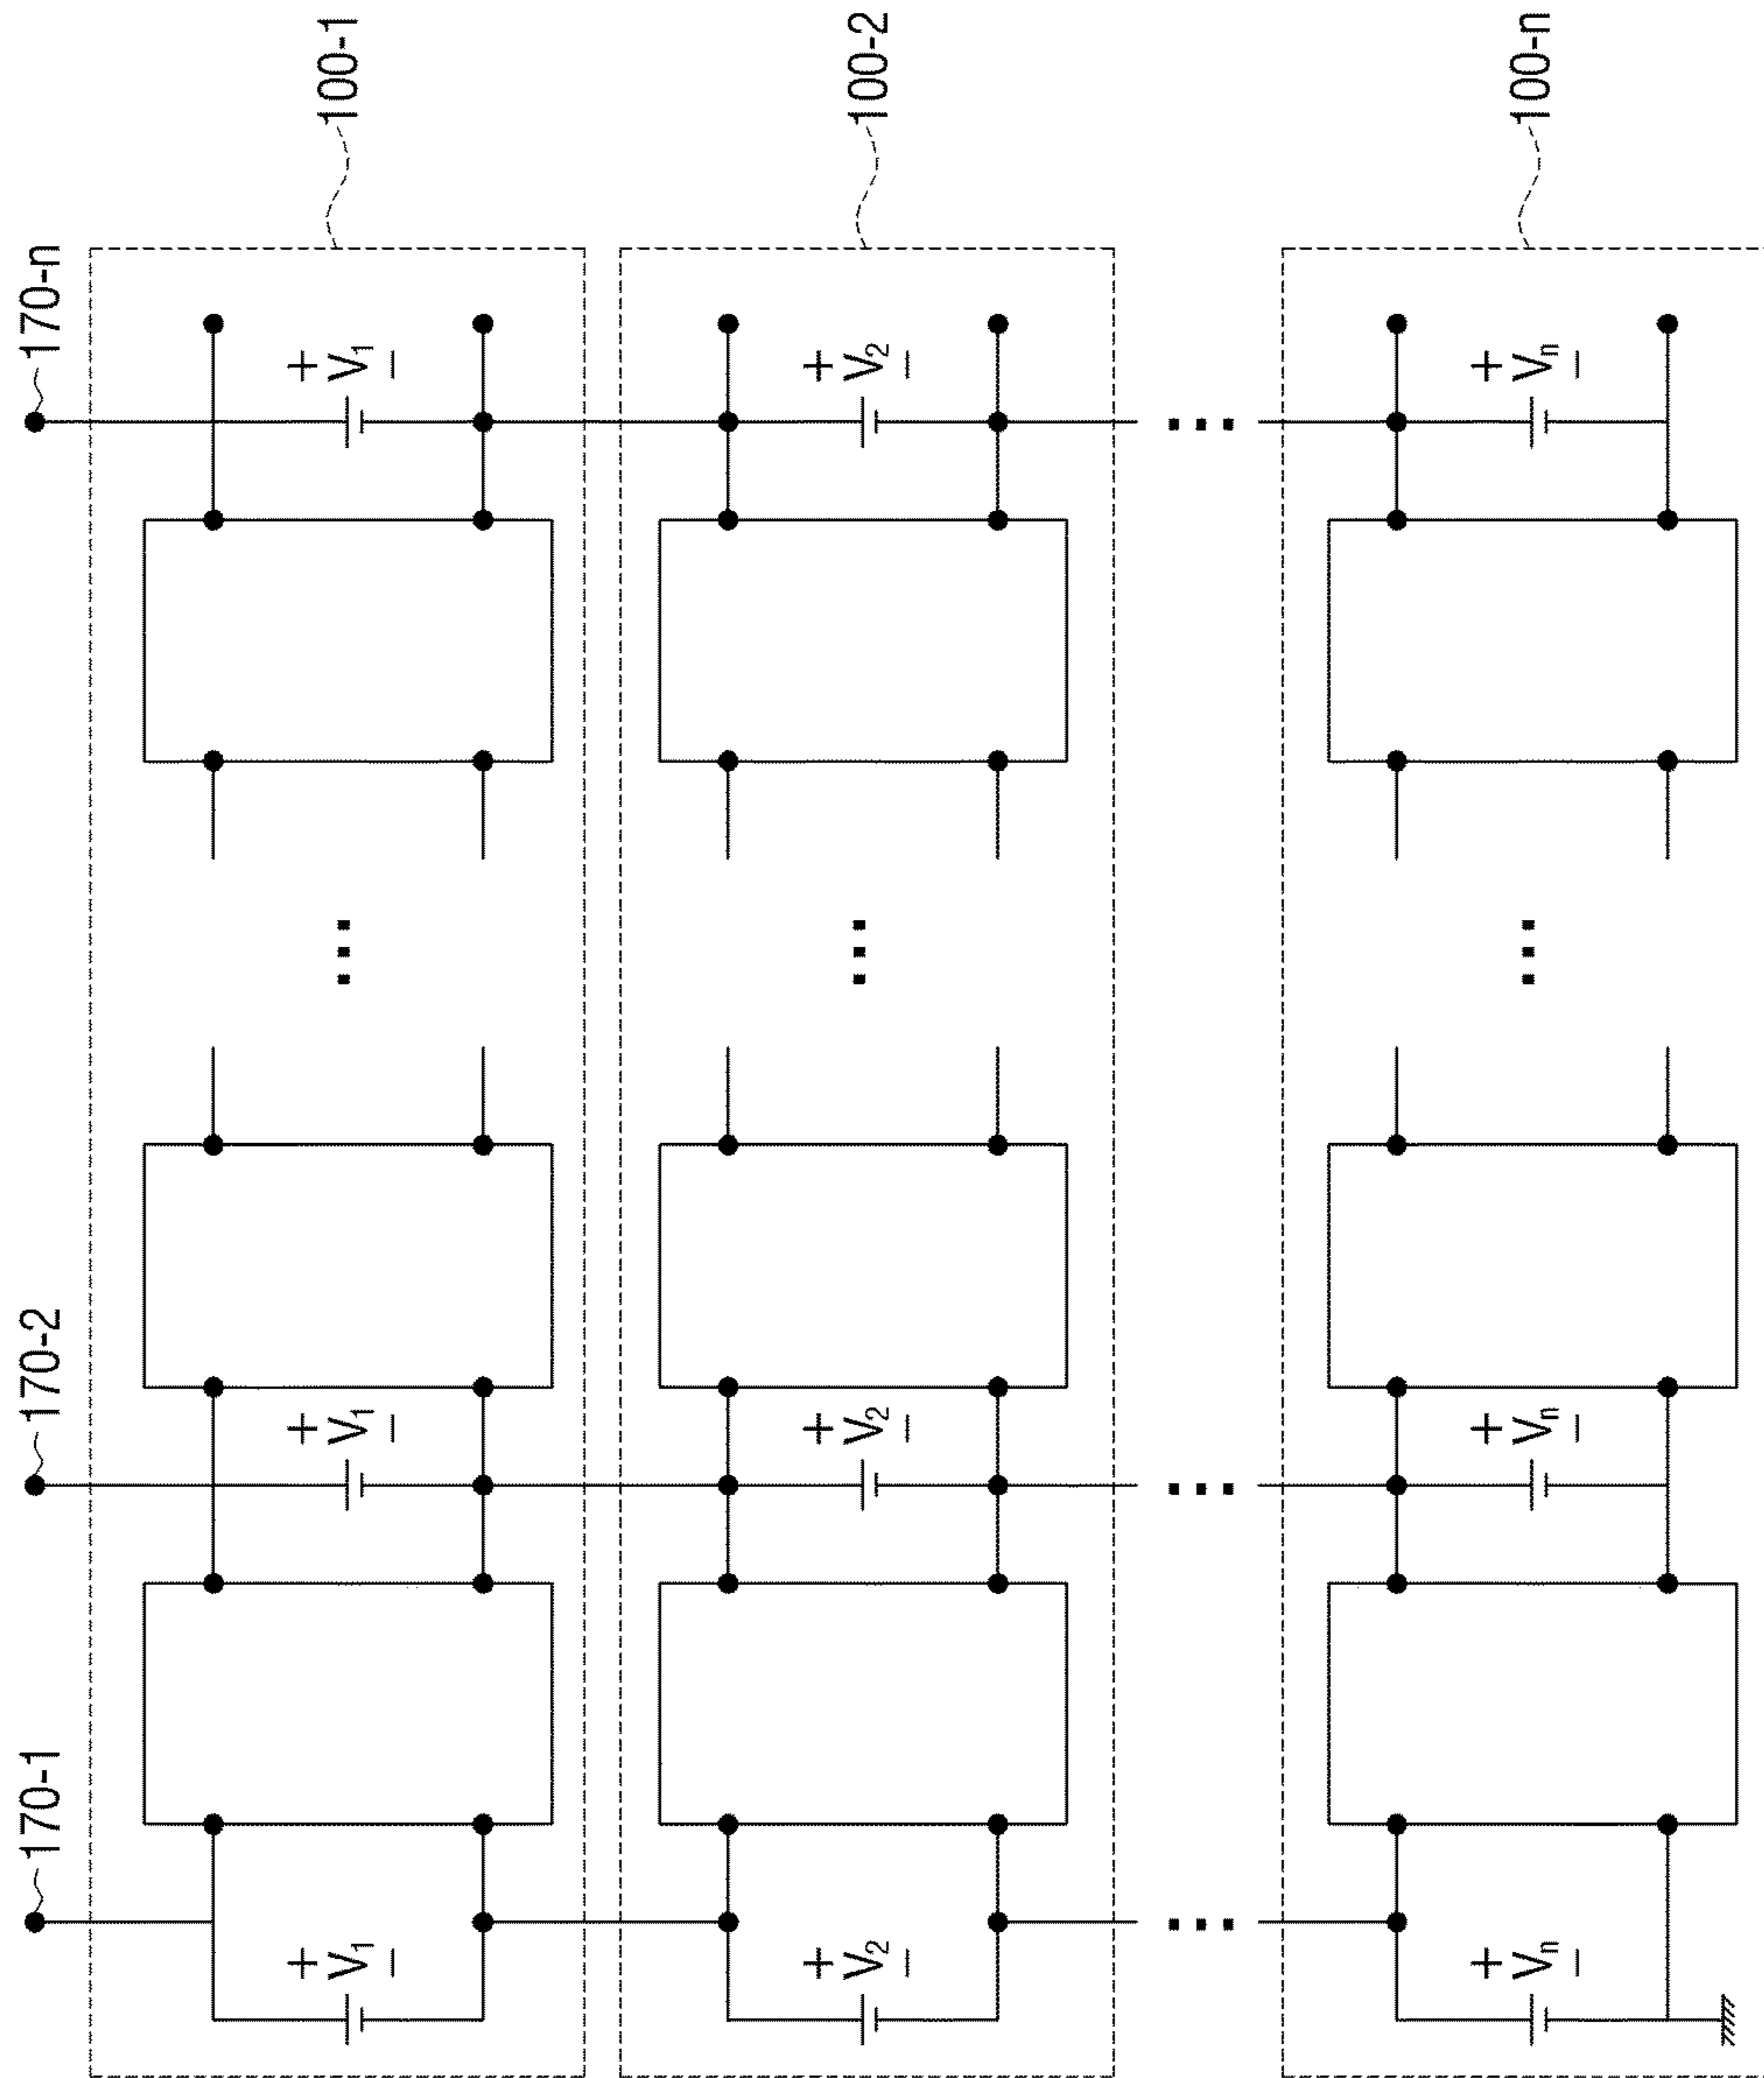 170-1
170-2
170-n
100-1
+ V₁ −
+ V₁ −
+ V₁ −
100-2
+ V₂ −
+ V₂ −
+ V₂ −
100-n
+ Vₙ −
+ Vₙ −
+ Vₙ −